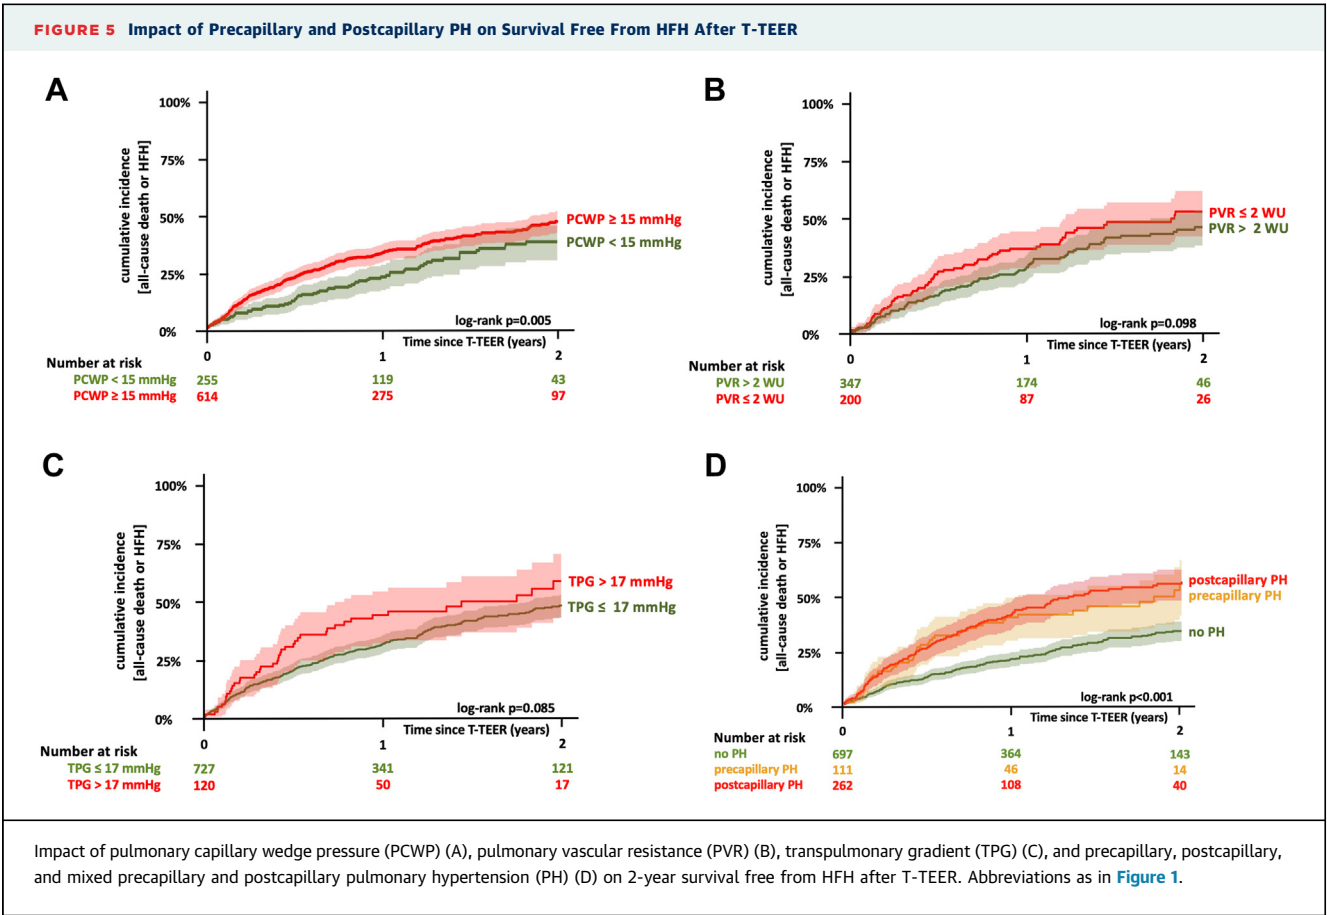 FIGURE 5 Impact of Precapillary and Postcapillary PH on Survival Free From HFH After T-TEER
A
cumulative incidence
[all-cause death or HFH]
100%
75%
50%
25%
0%
PCWP ≥ 15 mmHg
PCWP < 15 mmHg
log-rank p=0.005
Time since T-TEER (years)
0 1 2
Number at risk
PCWP < 15 mmHg 255 119 43
PCWP ≥ 15 mmHg 614 275 97
B
cumulative incidence
[all-cause death or HFH]
100%
75%
50%
25%
0%
PVR ≤ 2 WU
PVR > 2 WU
log-rank p=0.098
Time since T-TEER (years)
0 1 2
Number at risk
PVR > 2 WU 347 174 46
PVR ≤ 2 WU 200 87 26
C
cumulative incidence
[all-cause death or HFH]
100%
75%
50%
25%
0%
TPG > 17 mmHg
TPG ≤ 17 mmHg
log-rank p=0.085
Time since T-TEER (years)
0 1 2
Number at risk
TPG ≤ 17 mmHg 727 341 121
TPG > 17 mmHg 120 50 17
D
cumulative incidence
[all-cause death or HFH]
100%
75%
50%
25%
0%
postcapillary PH
precapillary PH
no PH
log-rank p<0.001
Time since T-TEER (years)
0 1 2
Number at risk
no PH 697 364 143
precapillary PH 111 46 14
postcapillary PH 262 108 40
Impact of pulmonary capillary wedge pressure (PCWP) (A), pulmonary vascular resistance (PVR) (B), transpulmonary gradient (TPG) (C), and precapillary, postcapillary,
and mixed precapillary and postcapillary pulmonary hypertension (PH) (D) on 2-year survival free from HFH after T-TEER. Abbreviations as in Figure 1.